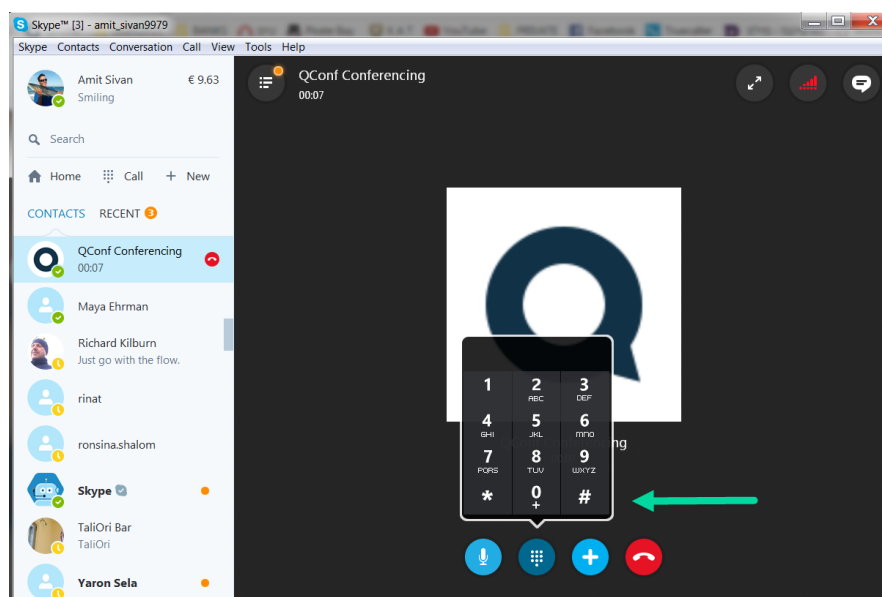 Skype™ [3] - amit_sivan9979
Skype Contacts Conversation Call View Tools Help
Amit Sivan € 9.63
Smiling
Search
Home Call + New
CONTACTS RECENT 3
QConf Conferencing
00:07
Maya Ehrman
Richard Kilburn
Just go with the flow.
rinat
ronsina.shalom
Skype
TaliOri Bar
TaliOri
Yaron Sela
QConf Conferencing
00:07
1 2 3
ABC DEF
4 5 6
GHI JKL MNO
7 8 9
PQRS TUV WXYZ
* 0 #
+
ng